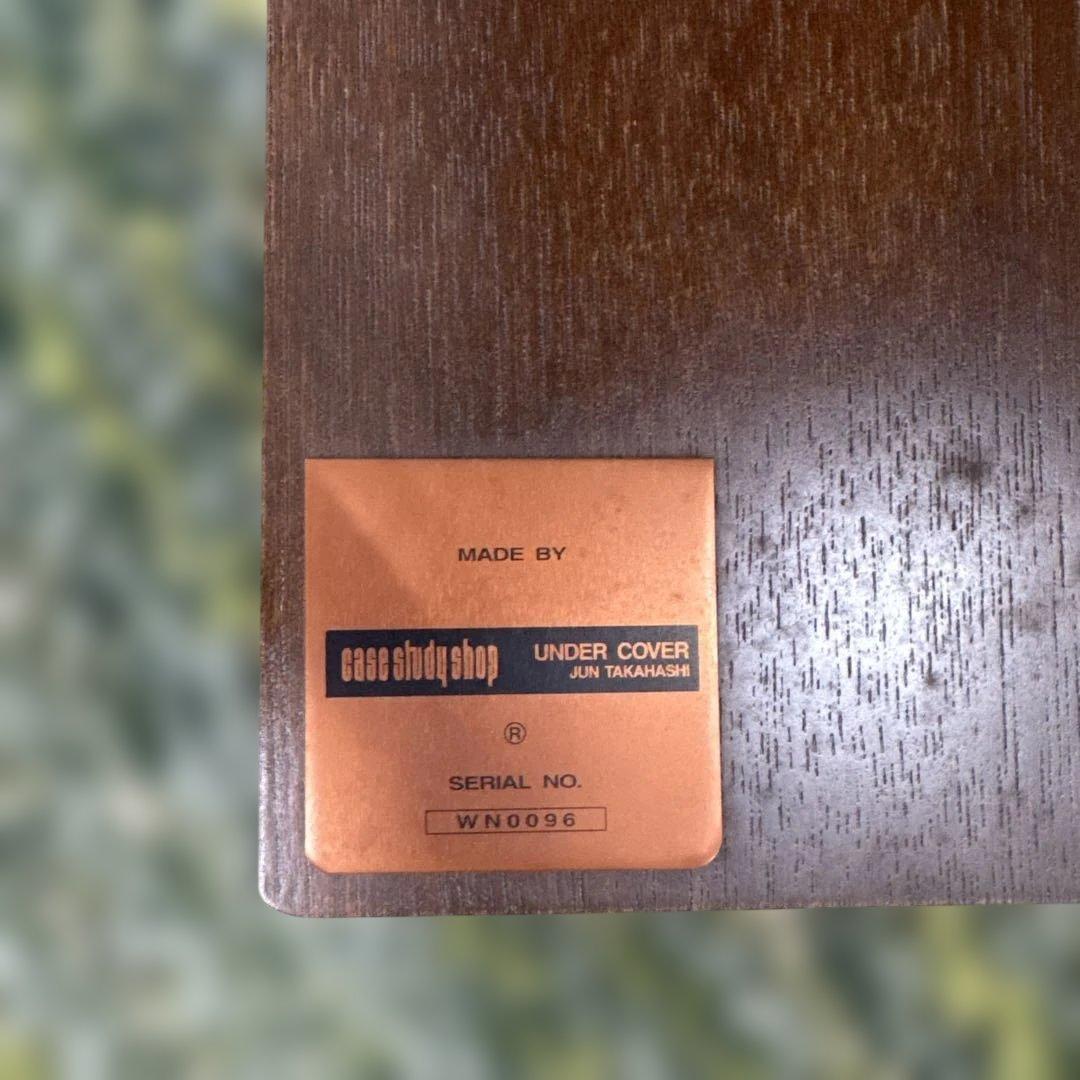 MADE BY
case study shop UNDER COVER
JUN TAKAHASHI
®
SERIAL NO.
WN0096